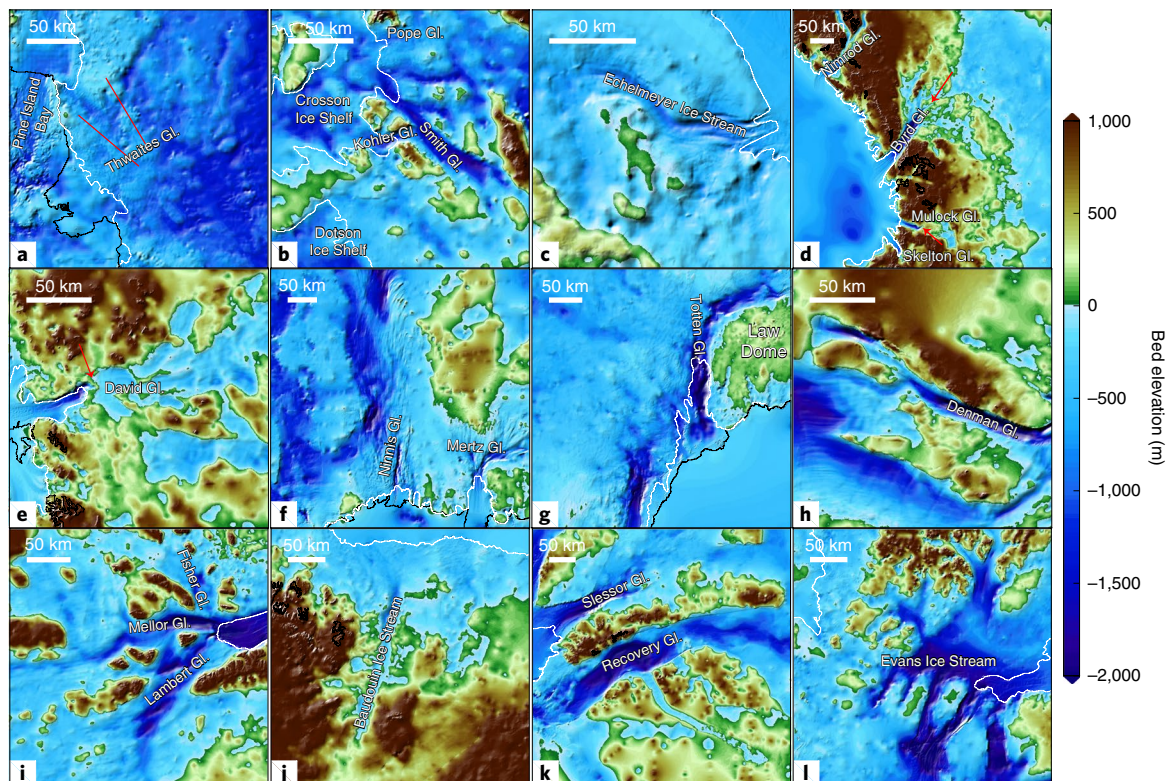 50 km
Pine Island
Bay
Thwaites Gl.
a
50 km
Pope Gl.
Crosson
Ice Shelf
Kohler Gl.
Smith Gl.
Dotson
Ice Shelf
b
50 km
Echelmeyer Ice Stream
c
50 km
Nimrod Gl.
Byrd Gl.
Mulock Gl.
Skelton Gl.
d
50 km
David Gl.
e
50 km
Ninnis Gl.
Mertz Gl.
f
50 km
Totten Gl.
Law
Dome
g
50 km
Denman Gl.
h
50 km
Fisher Gl.
Mellor Gl.
Lambert Gl.
i
50 km
Baudouin Ice Stream
j
50 km
Slessor Gl.
Recovery Gl.
k
50 km
Evans Ice Stream
l
1,000
500
0
–500
–1,000
–1,500
–2,000
Bed elevation (m)